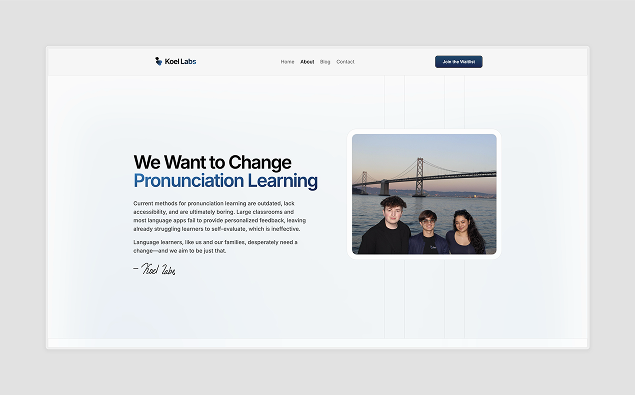 Koel Labs
Home About Blog Contact
Join the Waitlist
We Want to Change
Pronunciation Learning
Current methods for pronunciation learning are outdated, lack
accessibility, and are ultimately boring. Large classrooms and
most language apps fail to provide personalized feedback, leaving
already struggling learners to self-evaluate, which is ineffective.
Language learners, like us and our families, desperately need a
change—and we aim to be just that.
— Koel Labs